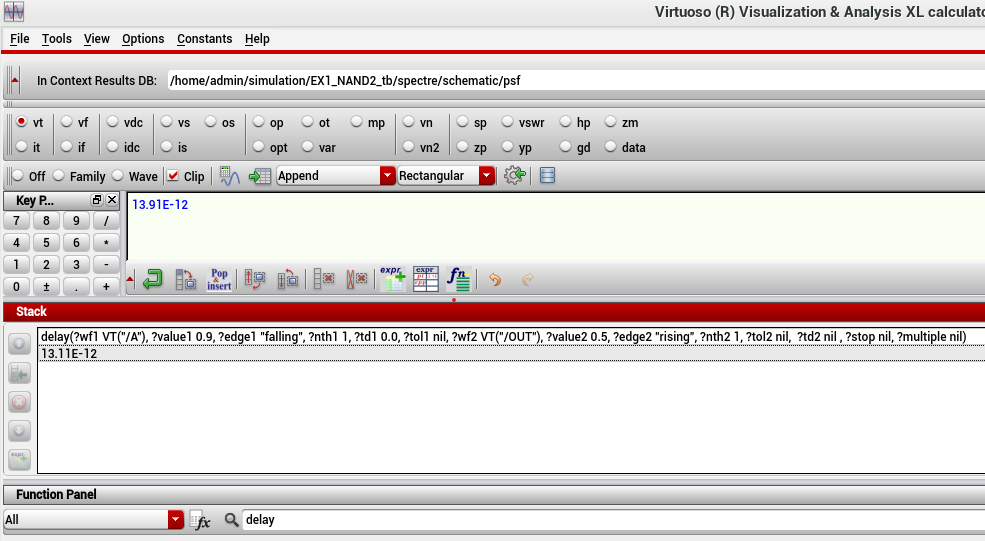 Virtuoso (R) Visualization & Analysis XL calculato
File Tools View Options Constants Help
In Context Results DB: /home/admin/simulation/EX1_NAND2_tb/spectre/schematic/psf
vt vf vdc vs os op ot mp vn sp vswr hp zm
it if idc is opt var vn2 zp yp gd data
Off Family Wave Clip Append Rectangular
Key P...
7 8 9 /
4 5 6 *
1 2 3 -
0 ± . +
13.91E-12
Pop & insert
expr
expr
fn
Stack
delay(?wf1 VT("/A"), ?value1 0.9, ?edge1 "falling", ?nth1 1, ?td1 0.0, ?tol1 nil, ?wf2 VT("/OUT"), ?value2 0.5, ?edge2 "rising", ?nth2 1, ?tol2 nil, ?td2 nil , ?stop nil, ?multiple nil)
13.11E-12
expr
Function Panel
All fx delay